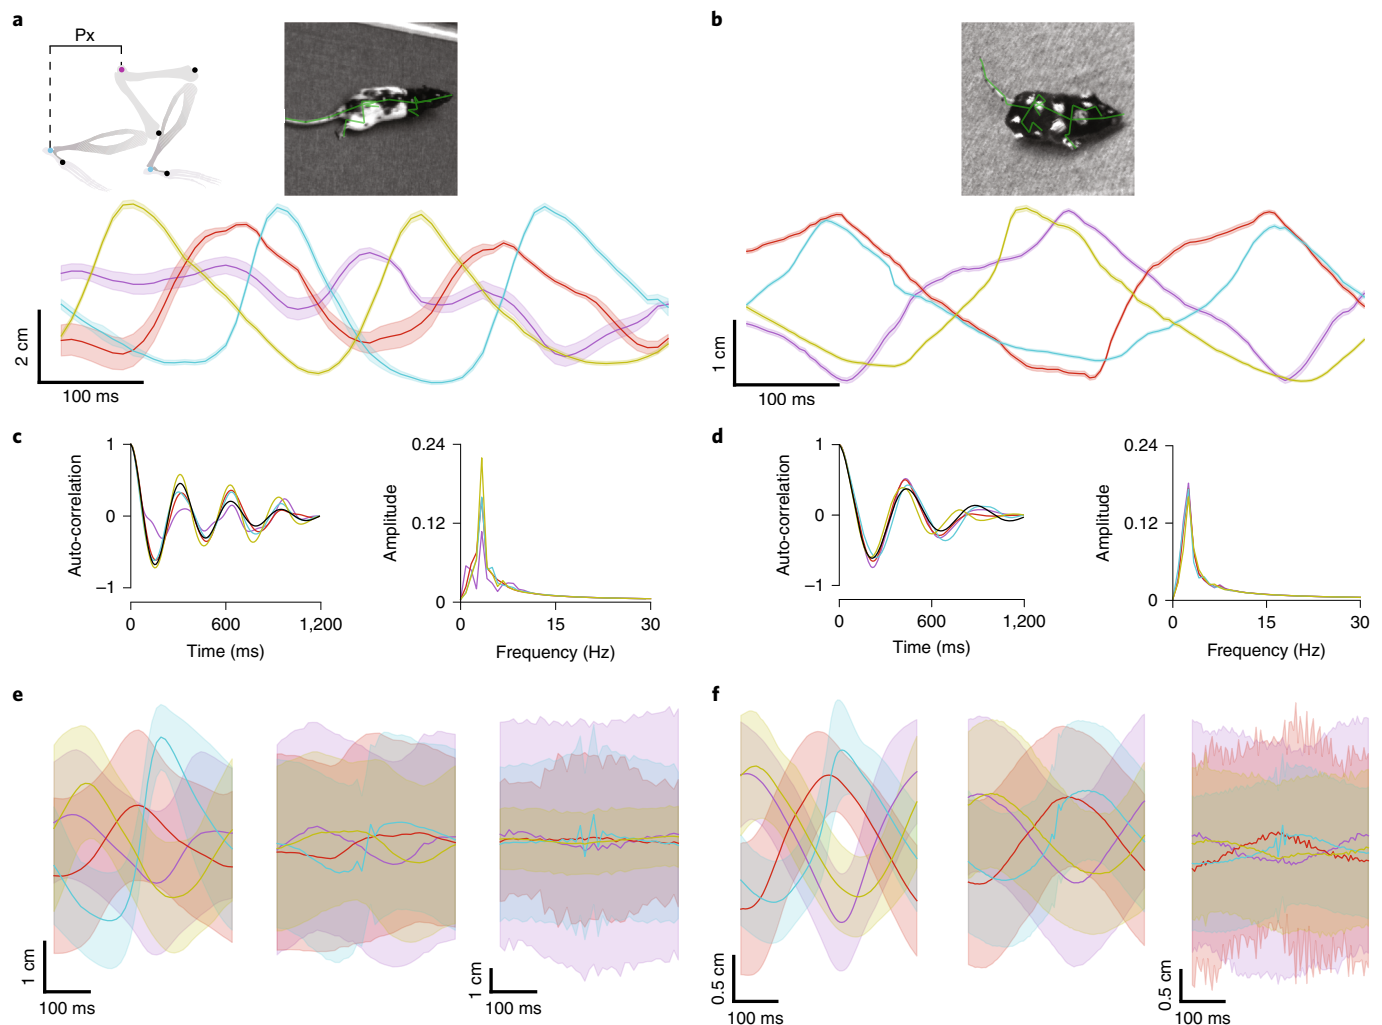 a
Px
2 cm
100 ms
b
1 cm
100 ms
c
1
0
−1
Auto-correlation
0
600
1,200
Time (ms)
0.24
0.12
0
Amplitude
0
15
30
Frequency (Hz)
d
1
0
−1
Auto-correlation
0
600
1,200
Time (ms)
0.24
0.12
0
Amplitude
0
15
30
Frequency (Hz)
e
1 cm
100 ms
1 cm
100 ms
f
0.5 cm
100 ms
0.5 cm
100 ms